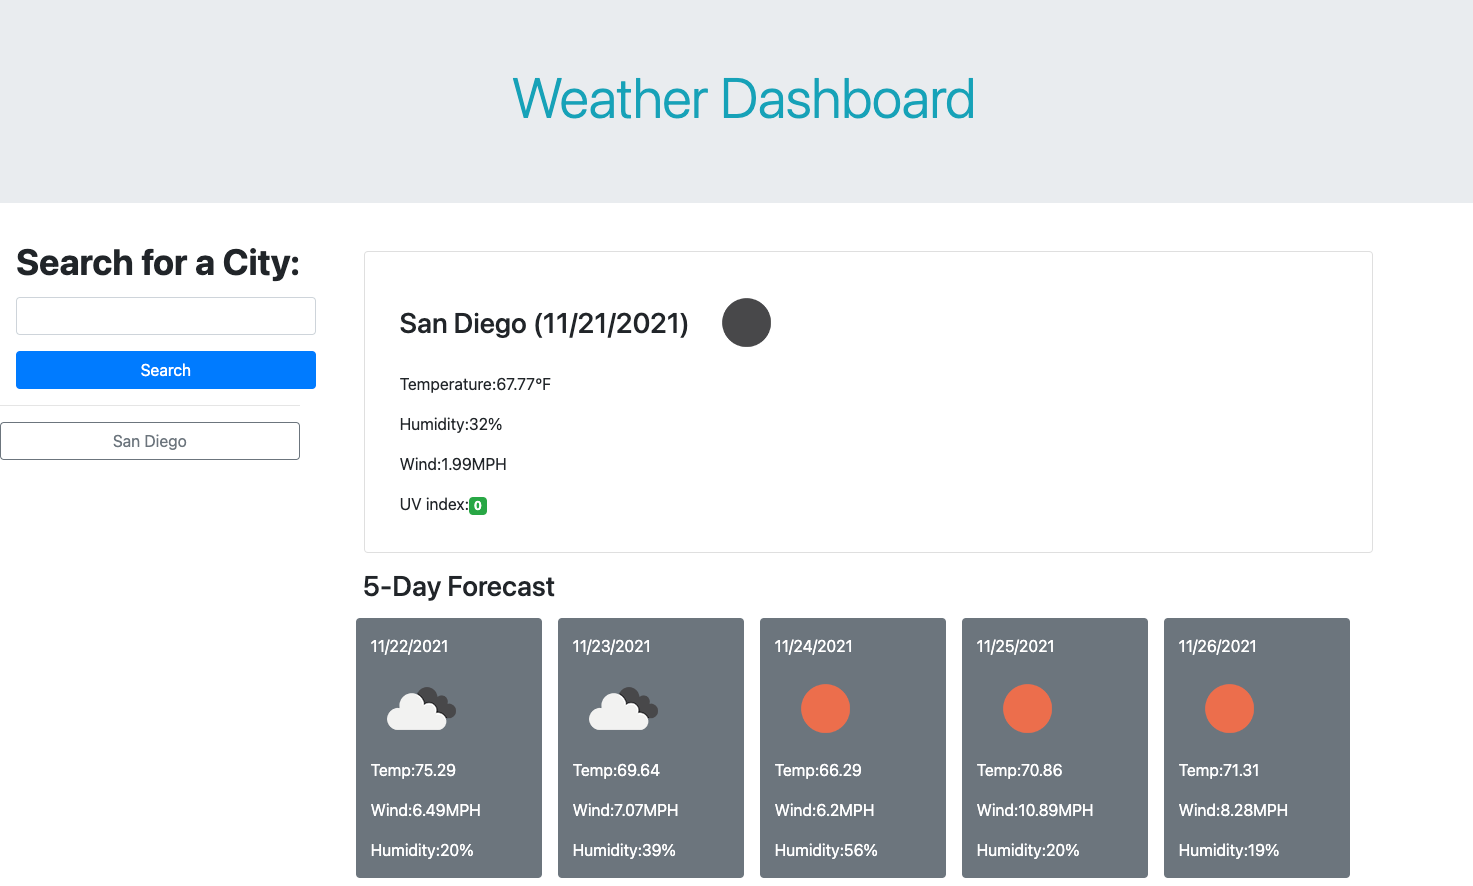 Weather Dashboard
Search for a City:
Search
San Diego
San Diego (11/21/2021)
Temperature:67.77°F
Humidity:32%
Wind:1.99MPH
UV index:0
5-Day Forecast
11/22/2021
Temp:75.29
Wind:6.49MPH
Humidity:20%
11/23/2021
Temp:69.64
Wind:7.07MPH
Humidity:39%
11/24/2021
Temp:66.29
Wind:6.2MPH
Humidity:56%
11/25/2021
Temp:70.86
Wind:10.89MPH
Humidity:20%
11/26/2021
Temp:71.31
Wind:8.28MPH
Humidity:19%